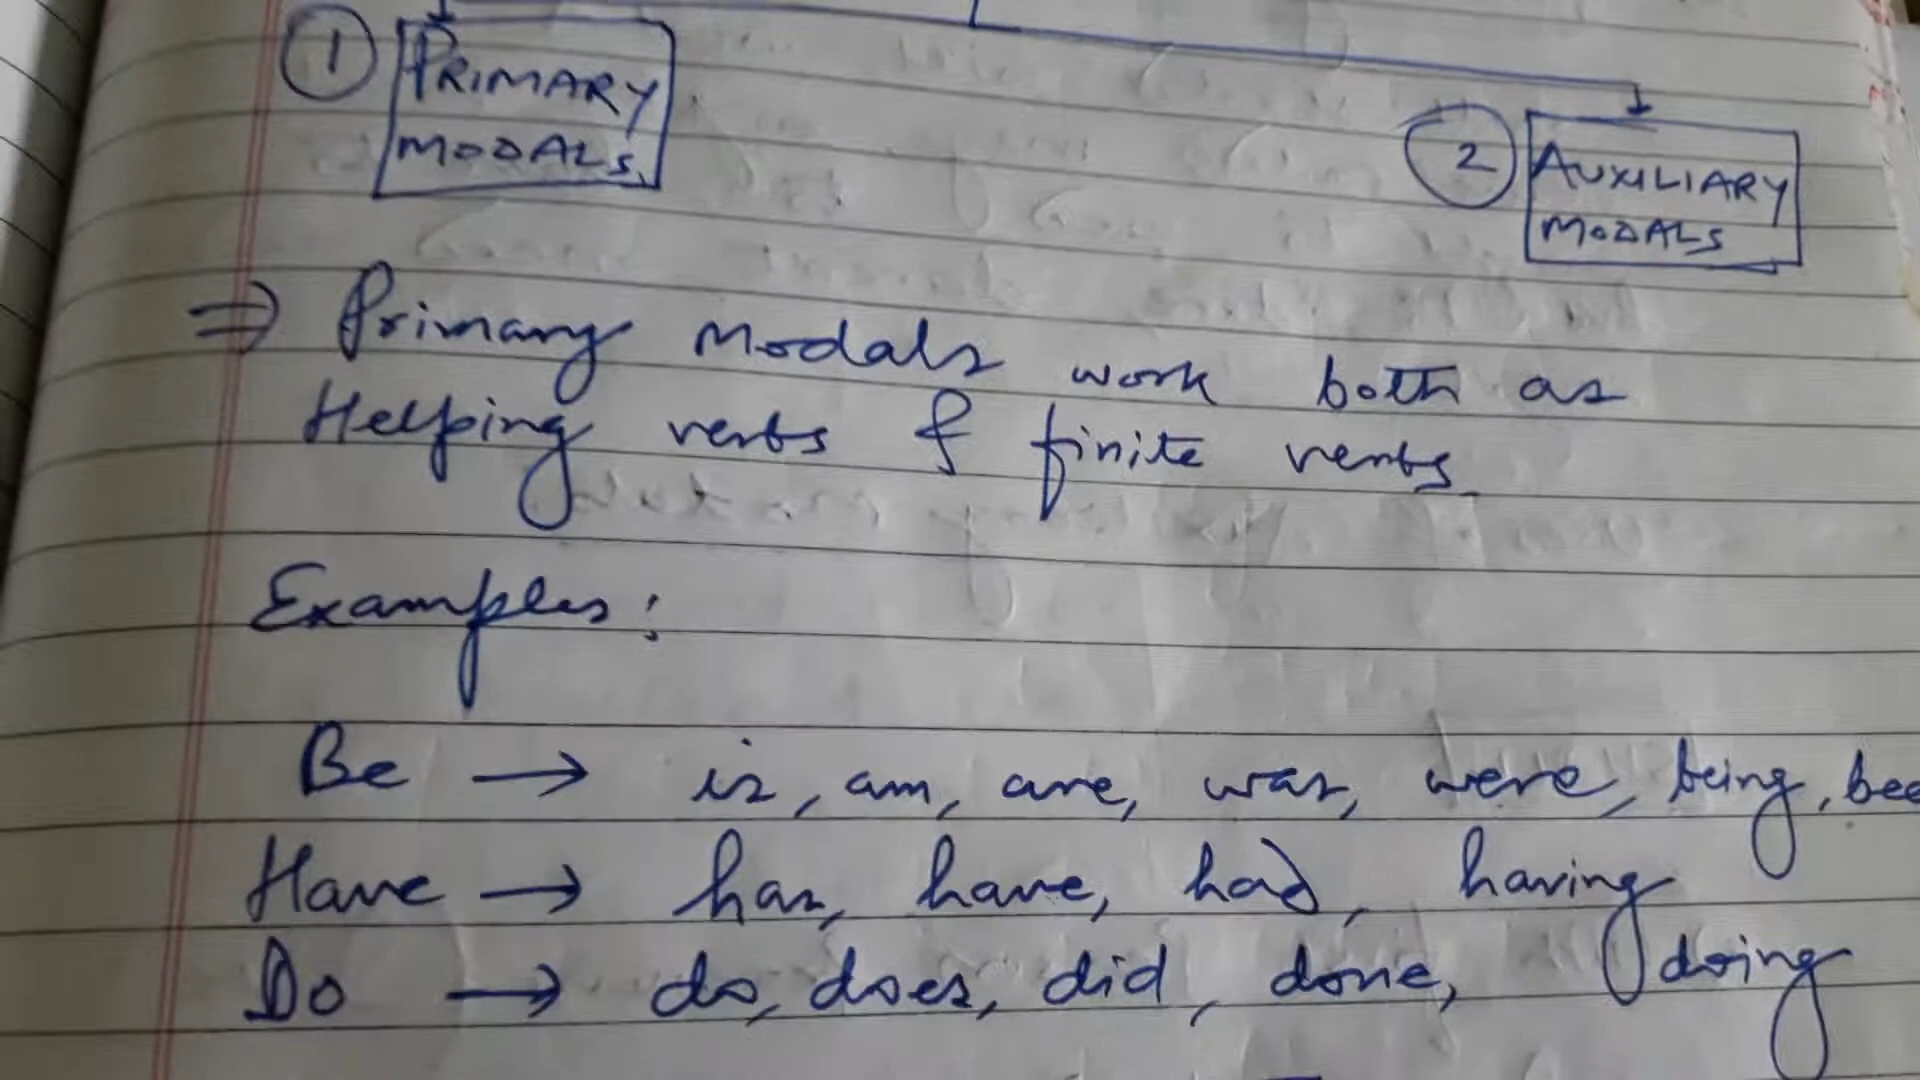 1 PRIMARY
MODALS
2 AUXILIARY
MODALS
⇒ Primary Modals work both as
Helping verbs & finite verbs.
Examples:
Be → is, am, are, was, were, being, bee
Have → has, have, had, having
Do → do, does, did, done, doing